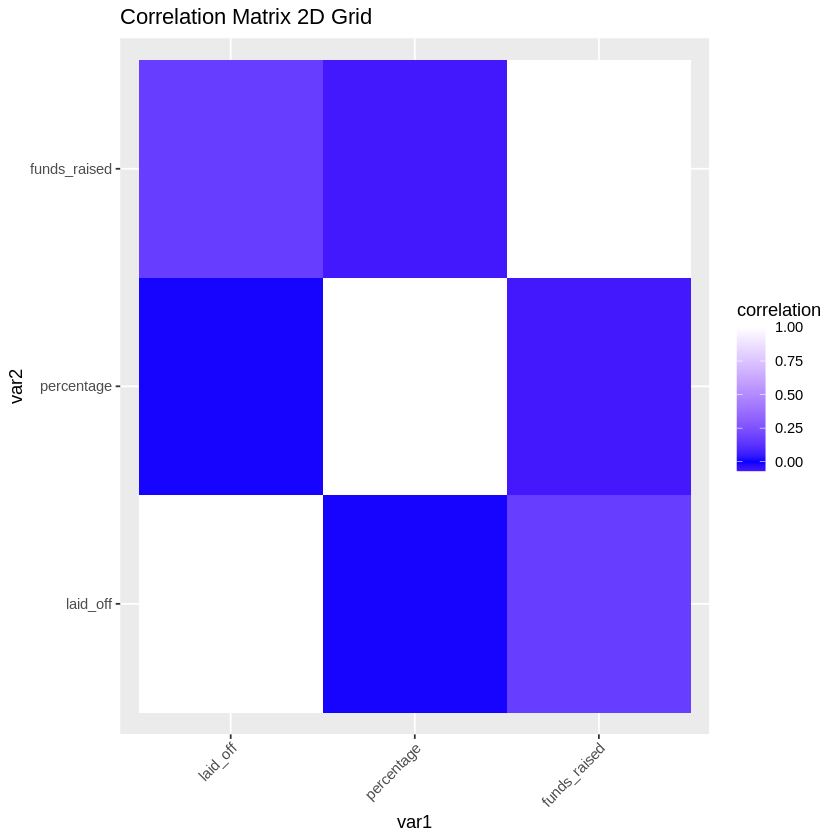 Correlation Matrix 2D Grid
funds_raised
percentage
laid_off
var2
laid_off
percentage
funds_raised
var1
correlation
1.00
0.75
0.50
0.25
0.00